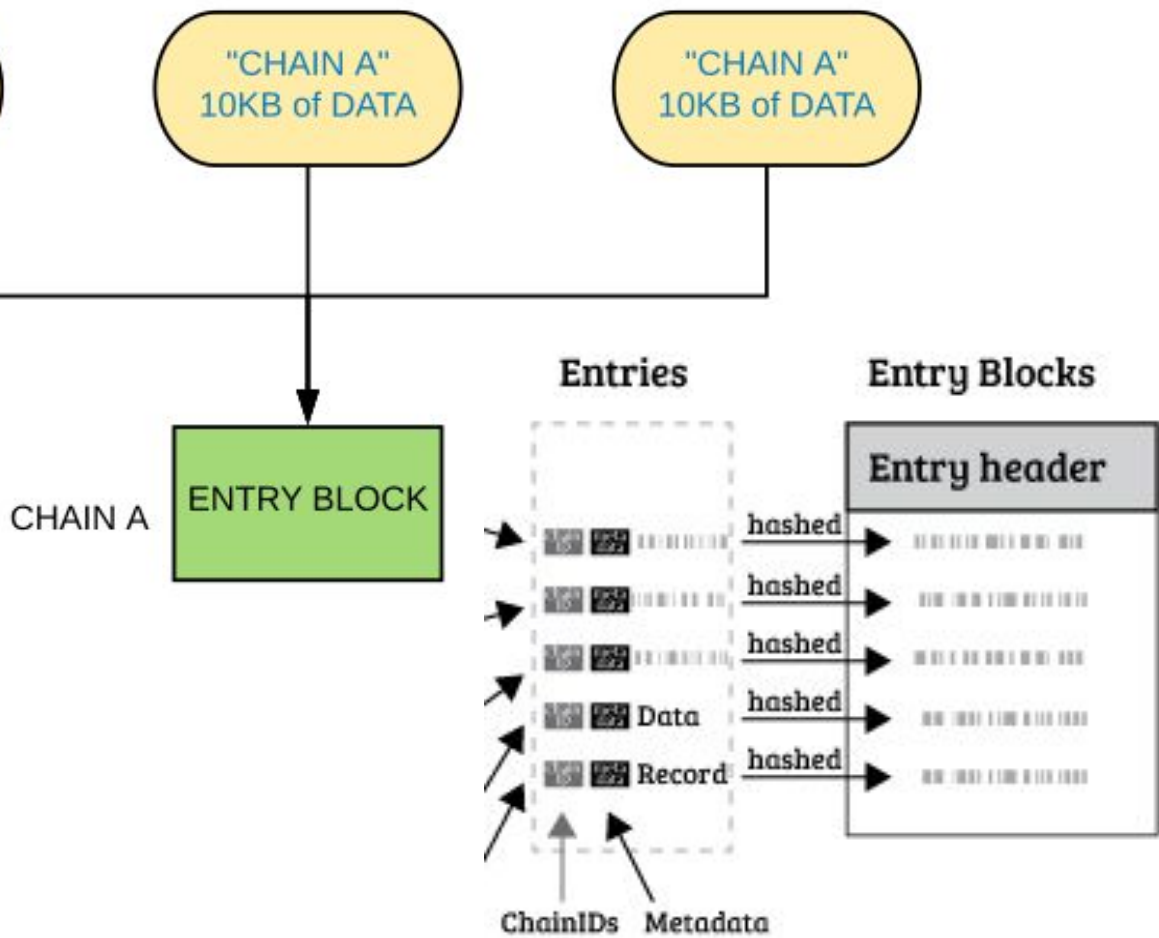 "CHAIN A"
10KB of DATA
"CHAIN A"
10KB of DATA
CHAIN A
ENTRY BLOCK
Entries
Entry Blocks
Entry header
hashed
hashed
hashed
Data
hashed
Record
hashed
ChainIDs
Metadata